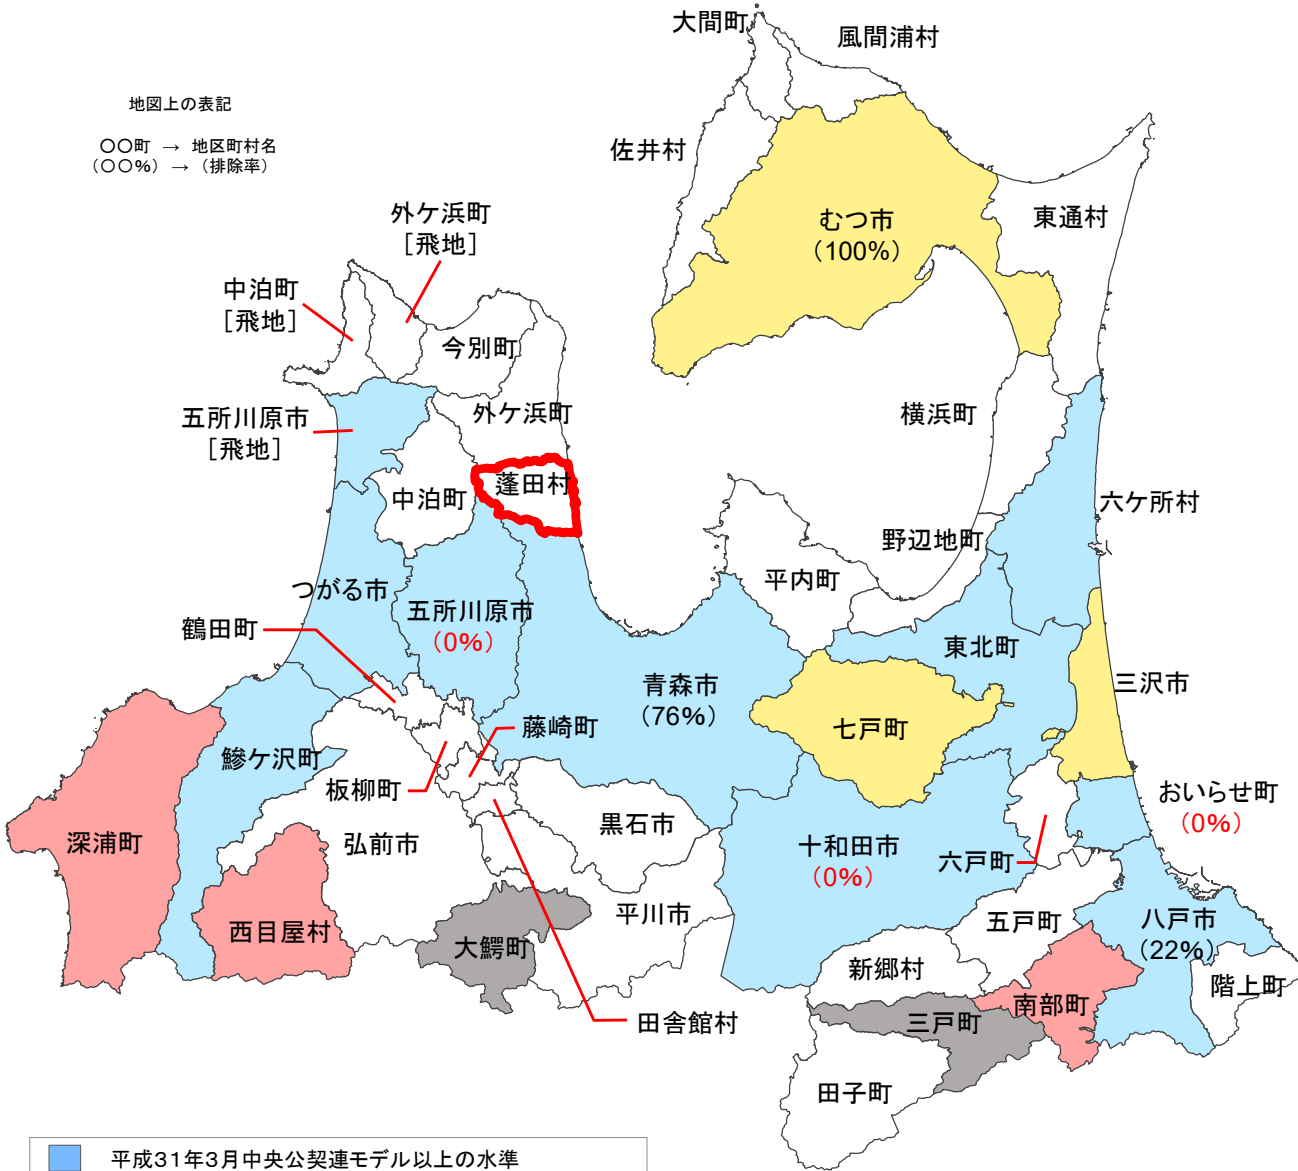 大間町
風間浦村
地図上の表記
〇〇町 → 地区町村名
(〇〇%) → (排除率)
佐井村
むつ市
(100%)
東通村
外ケ浜町
[飛地]
中泊町
[飛地]
今別町
五所川原市
[飛地]
外ケ浜町
横浜町
蓬田村
中泊町
六ケ所村
野辺地町
平内町
つがる市
五所川原市
(0%)
鶴田町
東北町
青森市
(76%)
三沢市
七戸町
藤崎町
鰺ケ沢町
板柳町
おいらせ町
(0%)
黒石市
深浦町
弘前市
十和田市
(0%)
六戸町
平川市
五戸町
八戸市
(22%)
西目屋村
大鰐町
新郷村
階上町
南部町
田舎館村
三戸町
田子町
平成31年3月中央公契連モデル以上の水準